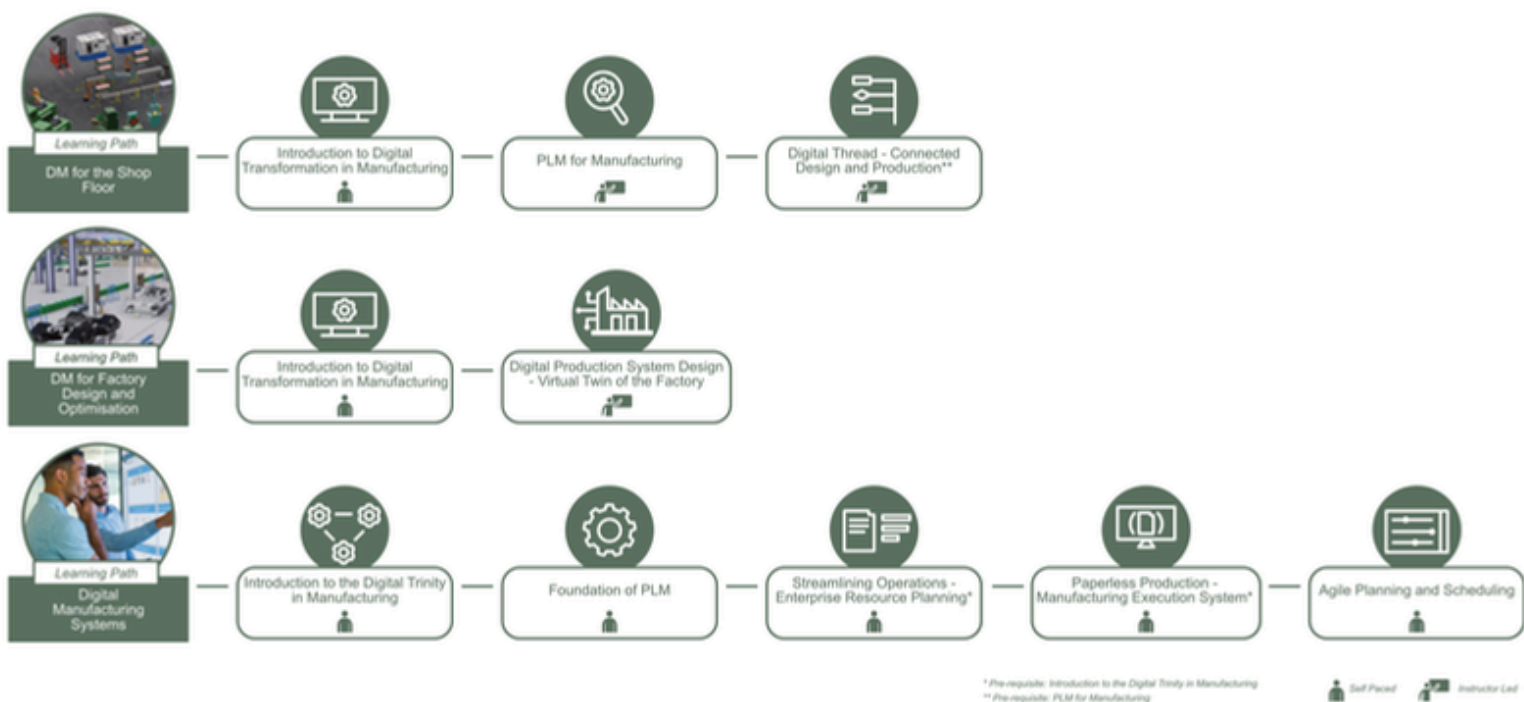 Learning Path
DM for the Shop
Floor
Introduction to Digital
Transformation in Manufacturing
PLM for Manufacturing
Digital Thread - Connected
Design and Production**
Learning Path
DM for Factory
Design and
Optimisation
Introduction to Digital
Transformation in Manufacturing
Digital Production System Design
- Virtual Twin of the Factory
Learning Path
Digital
Manufacturing
Systems
Introduction to the Digital Trinity
in Manufacturing
Foundation of PLM
Streamlining Operations -
Enterprise Resource Planning*
Paperless Production -
Manufacturing Execution System*
Agile Planning and Scheduling
* Pre-requisite: Introduction to the Digital Trinity in Manufacturing
** Pre-requisite: PLM for Manufacturing
Self Paced
Instructor Led